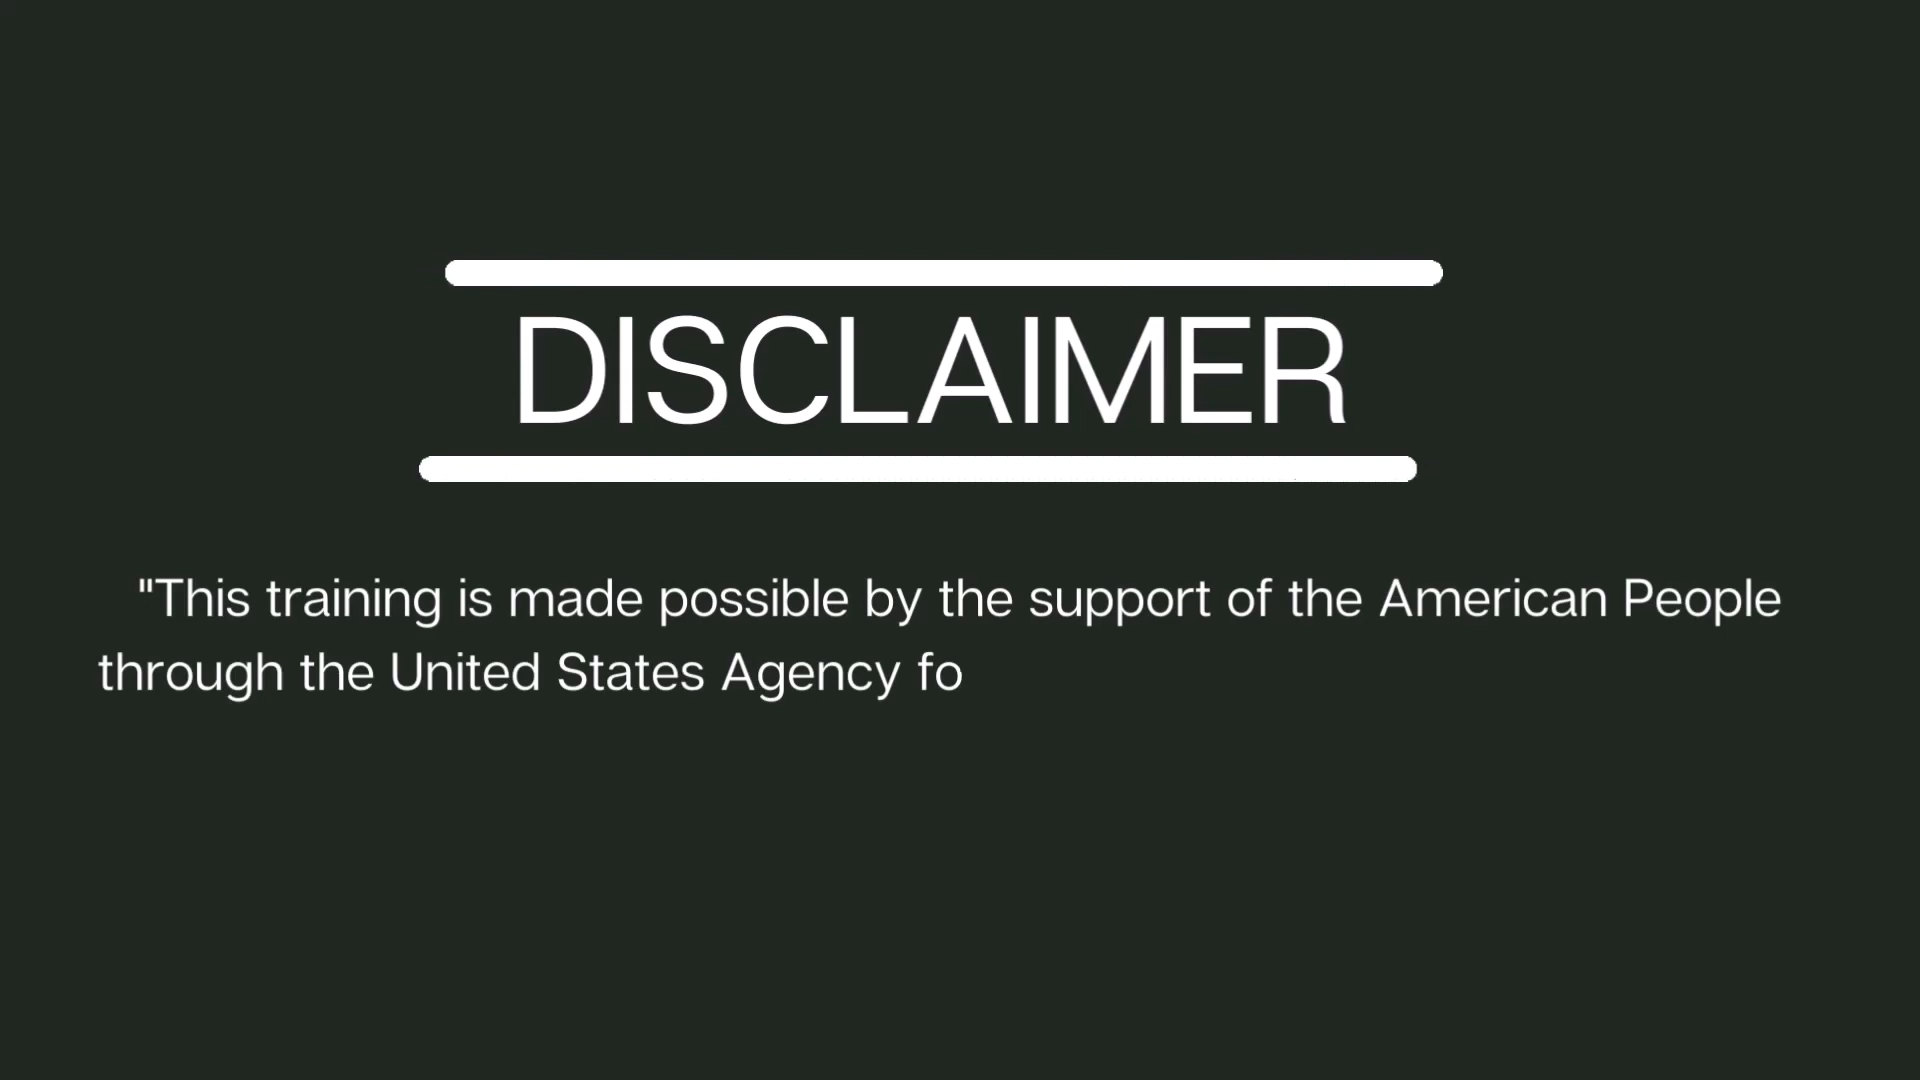 DISCLAIMER
"This training is made possible by the support of the American People
through the United States Agency fo